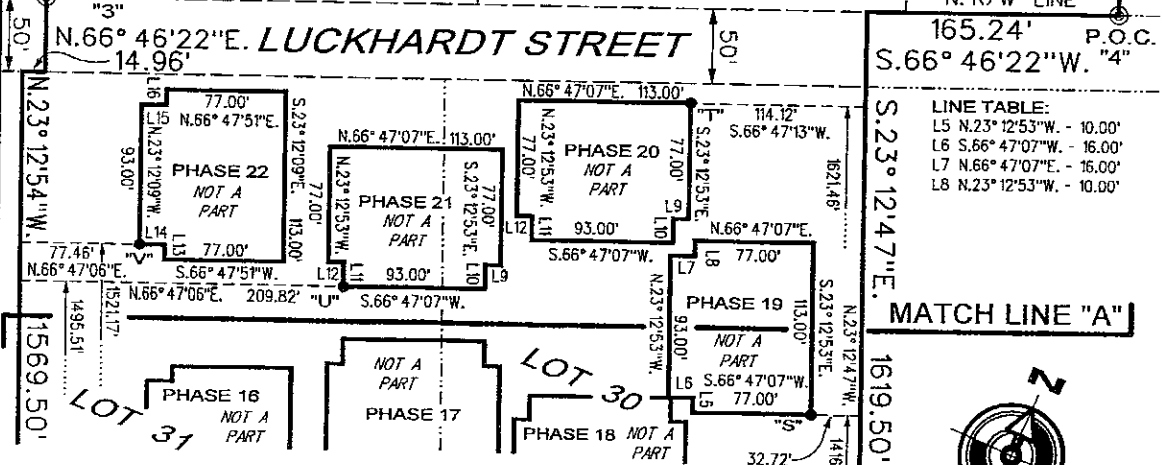 N. R/W LINE
"3"
50'
N.66° 46'22"E. LUCKHARDT STREET
50'
165.24'
P.O.C.
S.66° 46'22"W. "4"
14.96'
N.23° 12'54"W.
1569.50'
L16
77.00'
N.66° 47'51"E.
L15
93.00'
N.23° 12'09"W.
S.23° 12'09"E.
113.00'
PHASE 22
NOT A
PART
L14
L13
77.00'
"V"
S.66° 47'51"W.
77.46'
N.66° 47'06"E.
N.66° 47'06"E. 209.82' "U"
1495.51'
1521.17'
N.66° 47'07"E. 113.00'
77.00'
N.23° 12'53"W.
S.23° 12'53"E.
77.00'
PHASE 21
NOT A
PART
L12
L11
93.00'
L10
L9
S.66° 47'07"W.
N.66° 47'07"E. 113.00'
"T"
N.23° 12'53"W.
77.00'
S.23° 12'53"E.
77.00'
PHASE 20
NOT A
PART
L12
L11
93.00'
L10
L9
S.66° 47'07"W.
114.12'
S.66° 47'13"W.
1621.46'
N.66° 47'07"E.
77.00'
L7
L8
N.23° 12'53"W.
93.00'
S.23° 12'53"E.
113.00'
PHASE 19
NOT A
PART
L6
S.66° 47'07"W.
L5
77.00'
"S"
32.72'
1416
N.23° 12'47"W.
S.23° 12'47"E.
1619.50'
LINE TABLE:
L5 N.23° 12'53"W. - 10.00'
L6 S.66° 47'07"W. - 16.00'
L7 N.66° 47'07"E. - 16.00'
L8 N.23° 12'53"W. - 10.00'
MATCH LINE "A"
N
LOT 31
PHASE 16
NOT A
PART
NOT A
PART
PHASE 17
LOT 30
PHASE 18 NOT A
PART